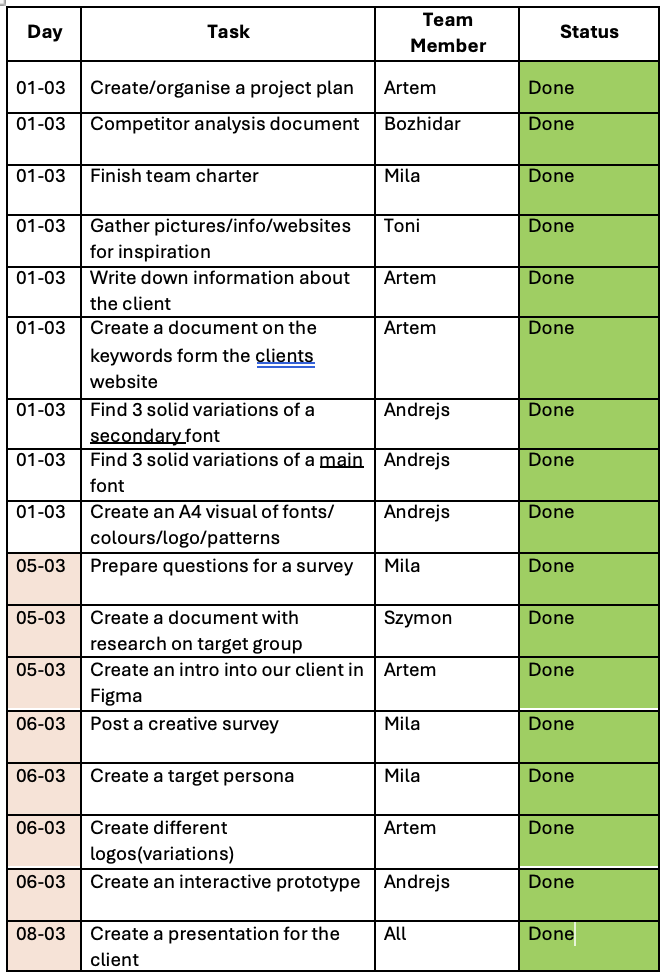 Day Task Team Member Status
01-03 Create/organise a project plan Artem Done
01-03 Competitor analysis document Bozhidar Done
01-03 Finish team charter Mila Done
01-03 Gather pictures/info/websites Toni Done
for inspiration
01-03 Write down information about Artem Done
the client
01-03 Create a document on the Artem Done
keywords form the clients
website
01-03 Find 3 solid variations of a Andrejs Done
secondary font
01-03 Find 3 solid variations of a main Andrejs Done
font
01-03 Create an A4 visual of fonts/ Andrejs Done
colours/logo/patterns
05-03 Prepare questions for a survey Mila Done
05-03 Create a document with Szymon Done
research on target group
05-03 Create an intro into our client in Artem Done
Figma
06-03 Post a creative survey Mila Done
06-03 Create a target persona Mila Done
06-03 Create different Artem Done
logos(variations)
06-03 Create an interactive prototype Andrejs Done
08-03 Create a presentation for the All Done
client